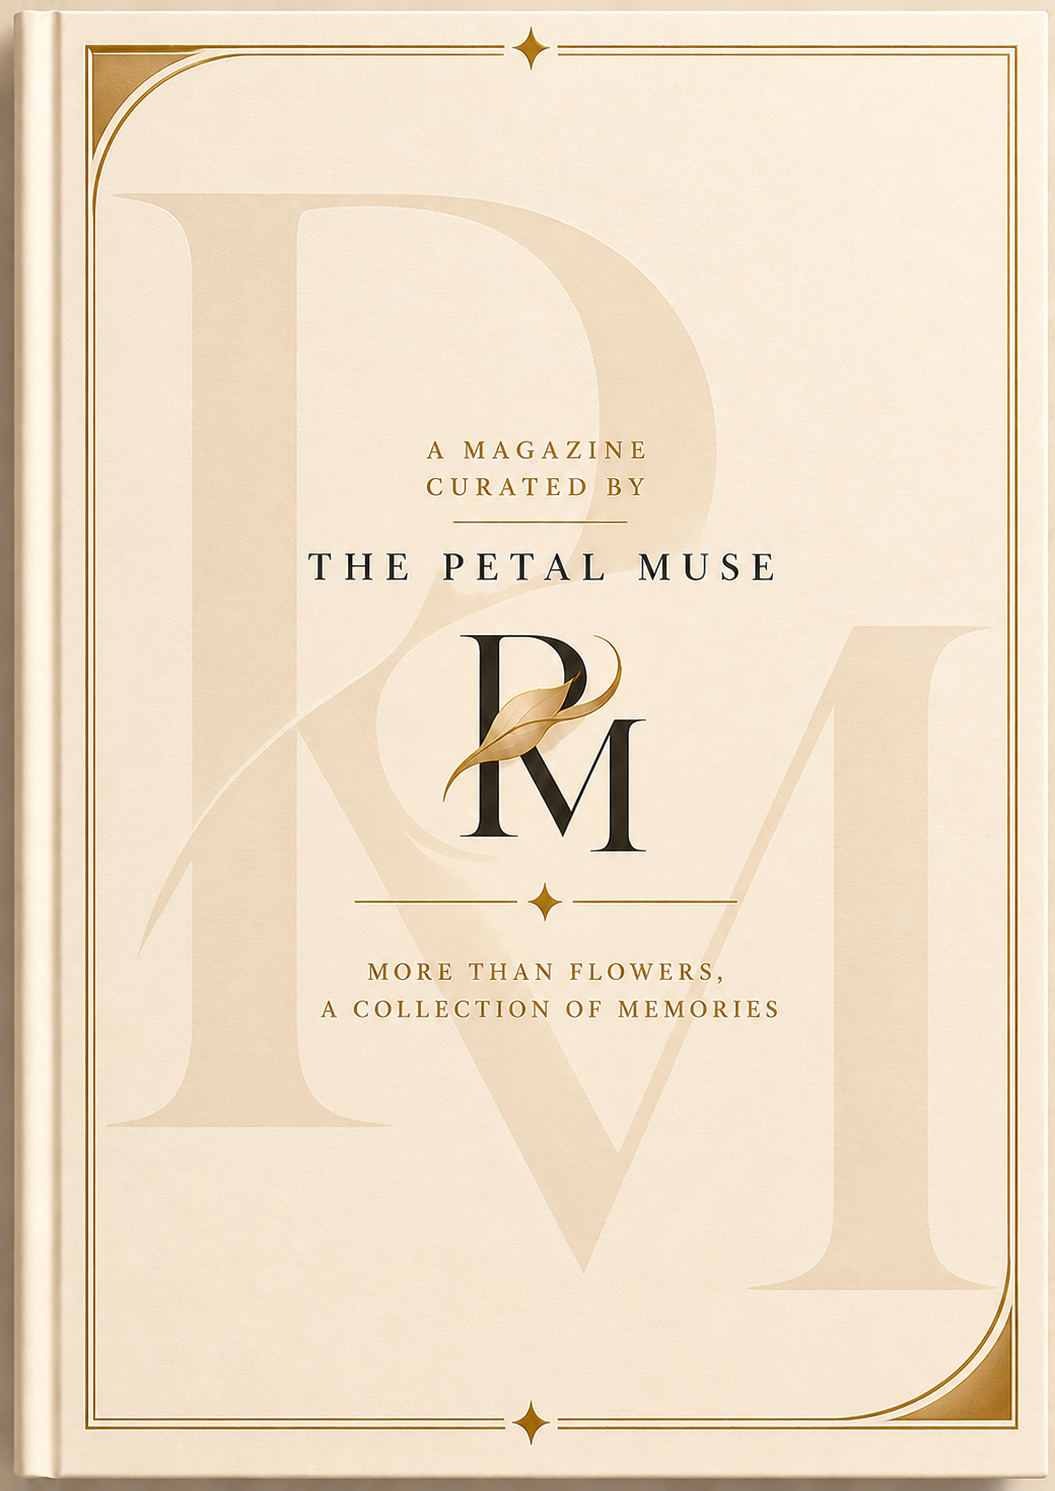 A MAGAZINE
CURATED BY
THE PETAL MUSE
PM
MORE THAN FLOWERS,
A COLLECTION OF MEMORIES